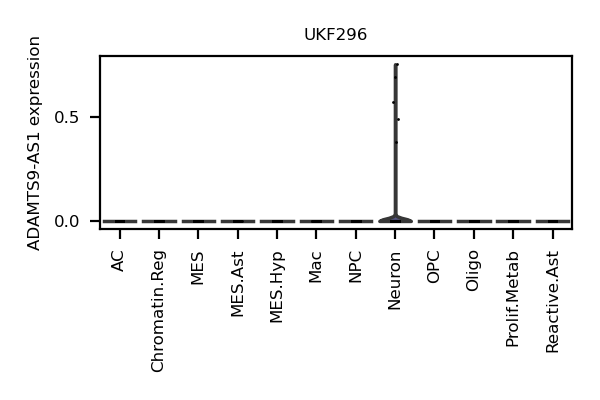 UKF296
ADAMTS9-AS1 expression
0.5
0.0
AC
Chromatin.Reg
MES
MES.Ast
MES.Hyp
Mac
NPC
Neuron
OPC
Oligo
Prolif.Metab
Reactive.Ast